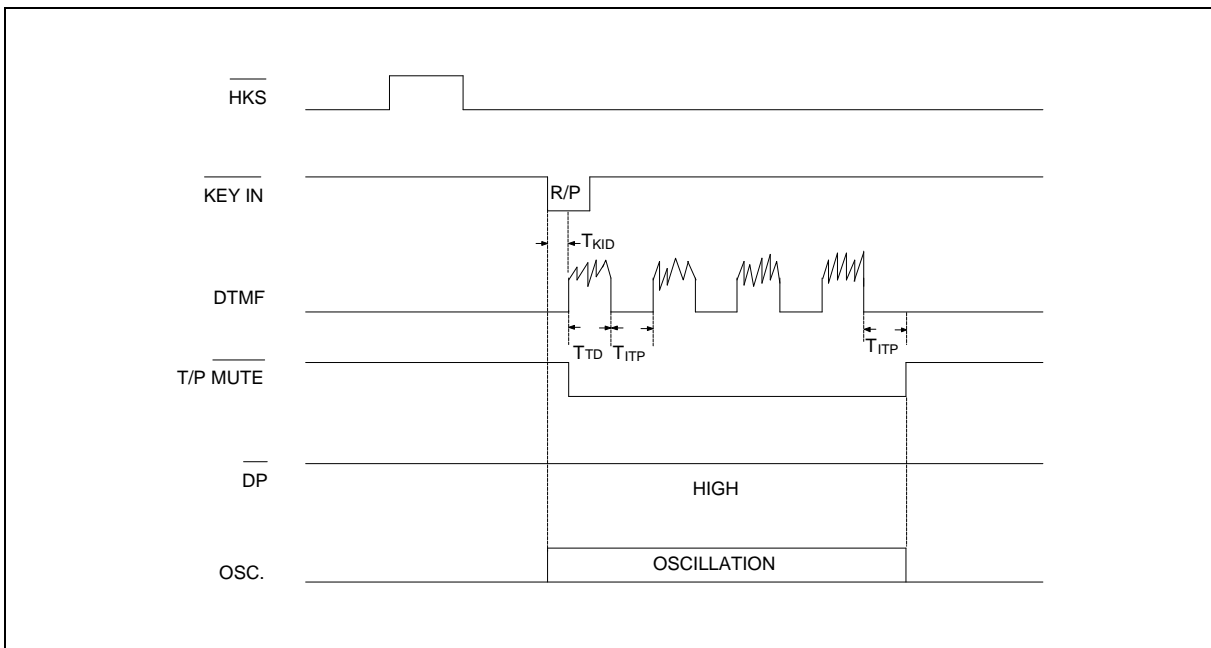 HKS
KEY IN
R/P
TKID
DTMF
TTD
TITP
TITP
T/P MUTE
DP
HIGH
OSC.
OSCILLATION